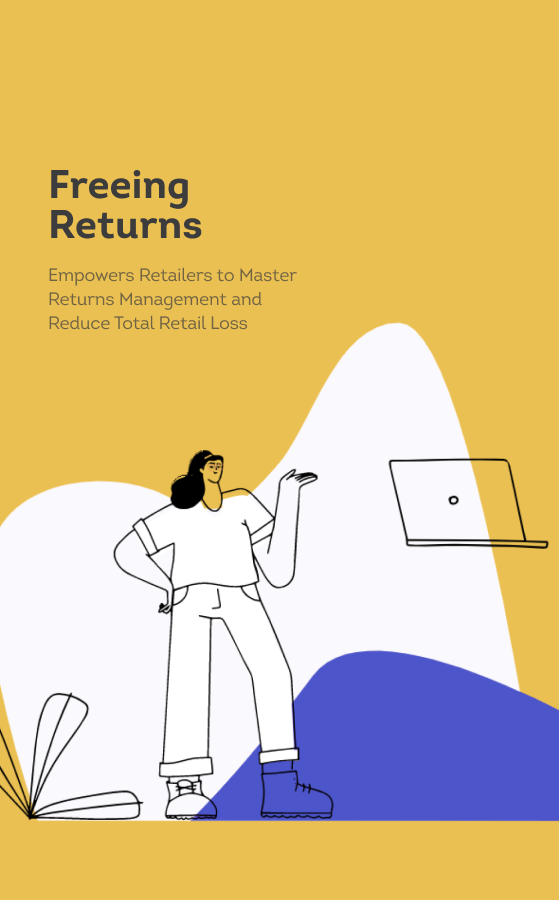 Freeing
Returns
Empowers Retailers to Master
Returns Management and
Reduce Total Retail Loss